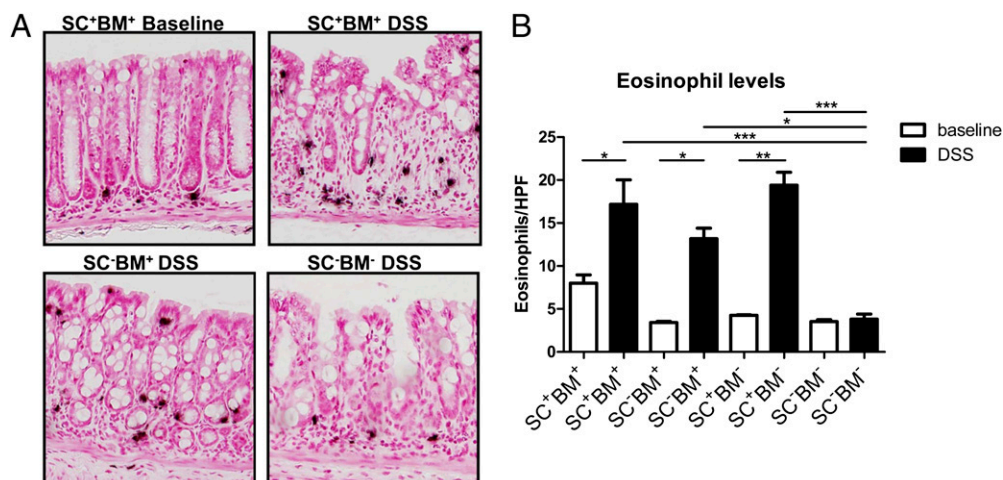 A
SC⁺BM⁺ Baseline
SC⁺BM⁺ DSS
SC⁻BM⁺ DSS
SC⁻BM⁻ DSS
B
Eosinophil levels
***
*
***
* * **
baseline
DSS
Eosinophils/HPF
25
20
15
10
5
0
SC⁺BM⁺ SC⁺BM⁺ SC⁻BM⁺ SC⁻BM⁺ SC⁺BM⁻ SC⁺BM⁻ SC⁻BM⁻ SC⁻BM⁻